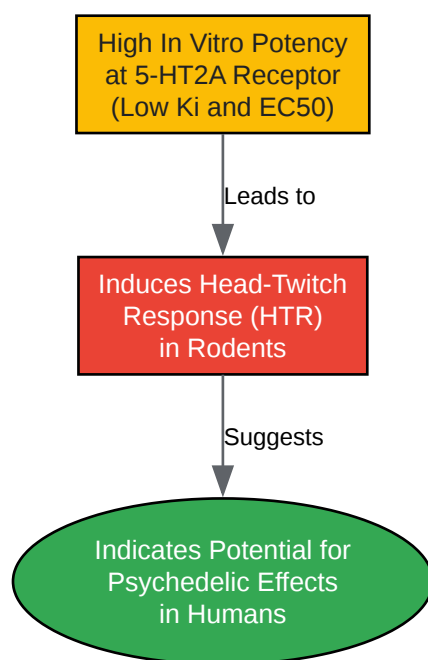 High In Vitro Potency
at 5-HT2A Receptor
(Low Ki and EC50)
Leads to
Induces Head-Twitch
Response (HTR)
in Rodents
Suggests
Indicates Potential for
Psychedelic Effects
in Humans